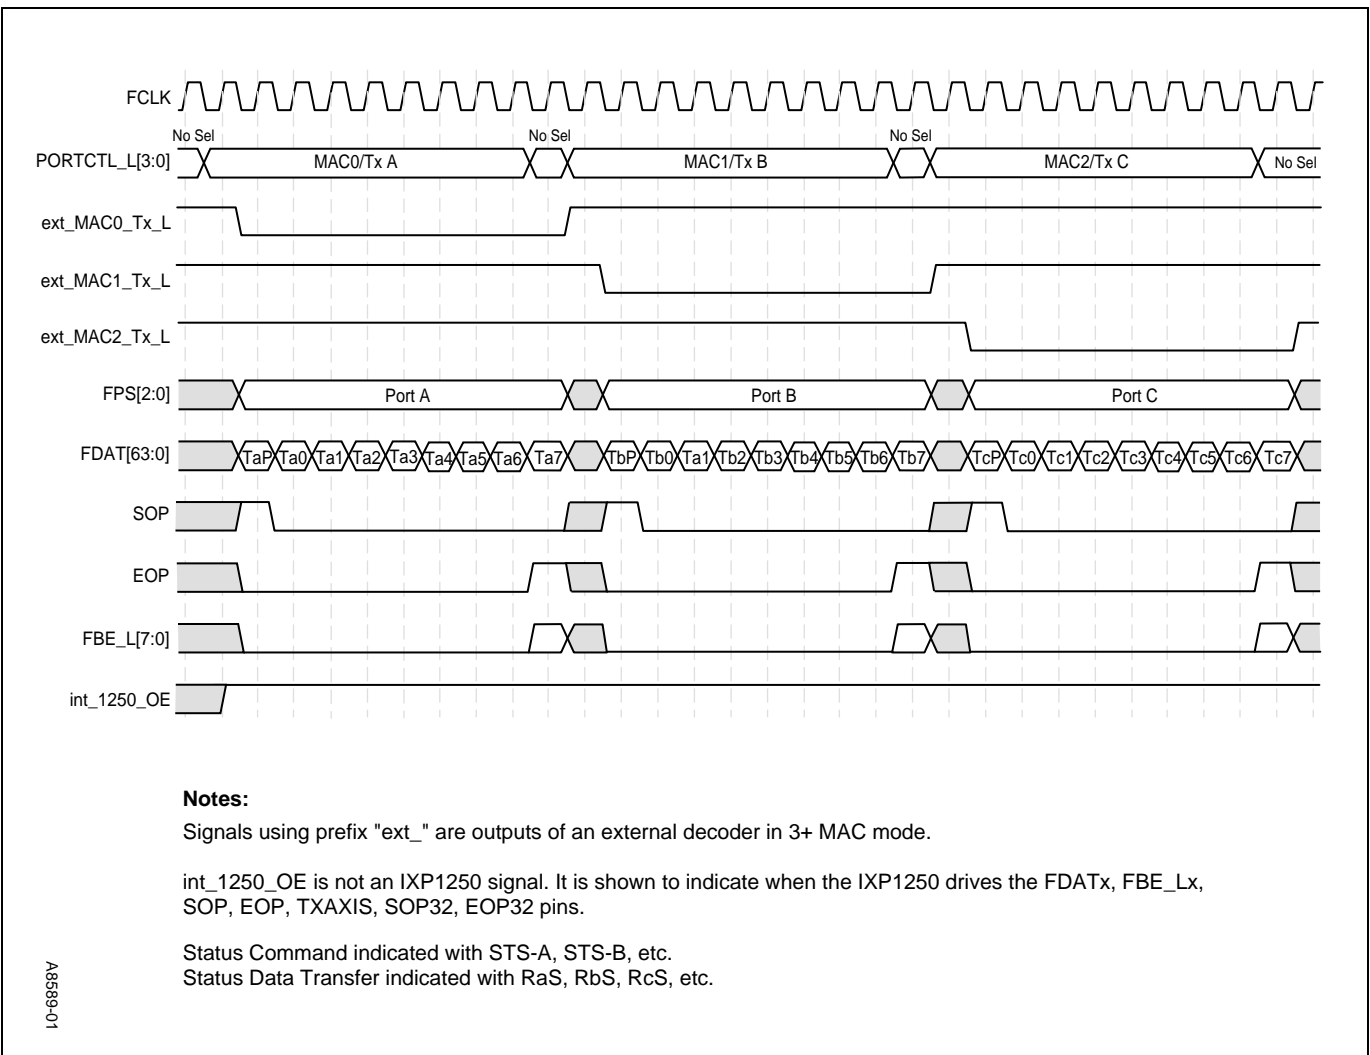 FCLK
No Sel No Sel No Sel
PORTCTL_L[3:0] MAC0/Tx A MAC1/Tx B MAC2/Tx C No Sel
ext_MAC0_Tx_L
ext_MAC1_Tx_L
ext_MAC2_Tx_L
FPS[2:0] Port A Port B Port C
FDAT[63:0] TaP Ta0 Ta1 Ta2 Ta3 Ta4 Ta5 Ta6 Ta7 TbP Tb0 Ta1 Tb2 Tb3 Tb4 Tb5 Tb6 Tb7 TcP Tc0 Tc1 Tc2 Tc3 Tc4 Tc5 Tc6 Tc7
SOP
EOP
FBE_L[7:0]
int_1250_OE
Notes:
Signals using prefix "ext_" are outputs of an external decoder in 3+ MAC mode.
int_1250_OE is not an IXP1250 signal. It is shown to indicate when the IXP1250 drives the FDATx, FBE_Lx,
SOP, EOP, TXAXIS, SOP32, EOP32 pins.
Status Command indicated with STS-A, STS-B, etc.
Status Data Transfer indicated with RaS, RbS, RcS, etc.
A8589-01